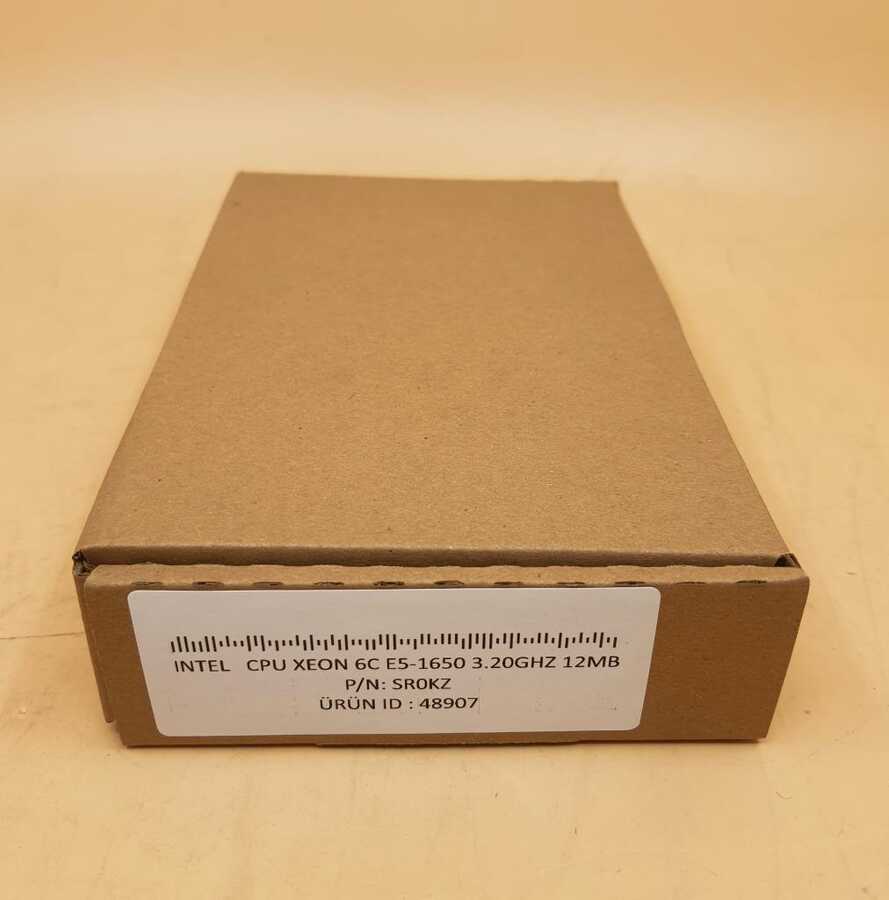 INTEL CPU XEON 6C E5-1650 3.20GHZ 12MB
P/N: SR0KZ
ÜRÜN ID : 48907